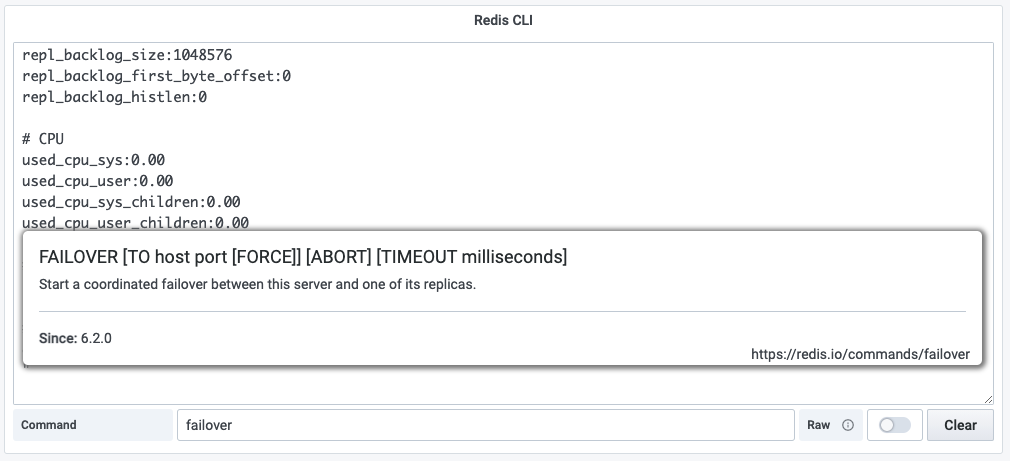 Redis CLI
repl_backlog_size:1048576
repl_backlog_first_byte_offset:0
repl_backlog_histlen:0
# CPU
used_cpu_sys:0.00
used_cpu_user:0.00
used_cpu_sys_children:0.00
used_cpu_user_children:0.00
FAILOVER [TO host port [FORCE]] [ABORT] [TIMEOUT milliseconds]
Start a coordinated failover between this server and one of its replicas.
Since: 6.2.0
https://redis.io/commands/failover
Command failover Raw Clear